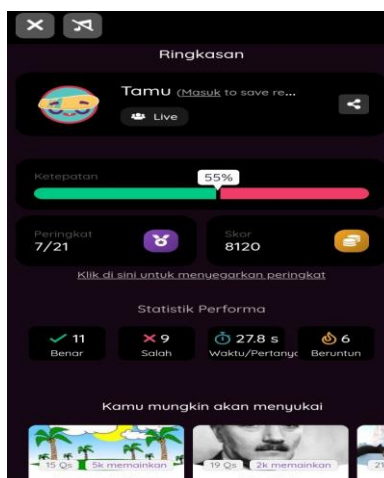 Ringkasan
Tamu (Masuk to save re...
Live
Ketepatan
55%
Peringkat
7/21
Skor
8120
Klik di sini untuk menyegarkan peringkat
Statistik Performa
11
Benar
9
Salah
27.8 s
Waktu/Pertanyc
6
Beruntun
Kamu mungkin akan menyukai
15 Qs
5k memainkan
19 Qs
2k memainkan
21